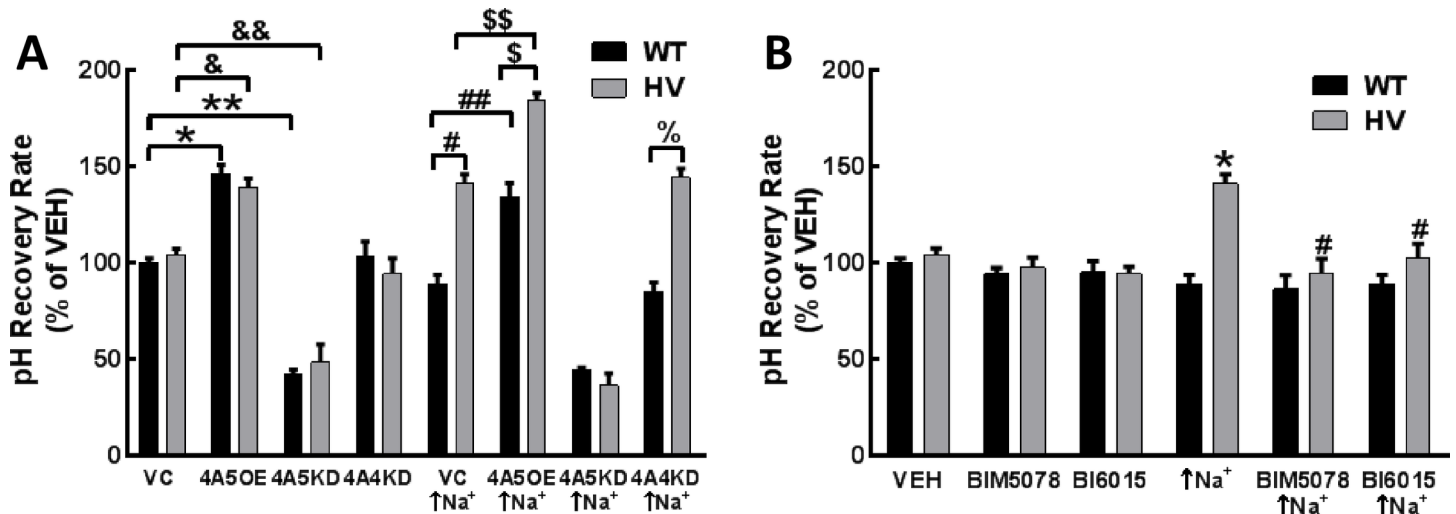 A
&&
$$
WT
HV
&
$
**
##
*
#
%
pH Recovery Rate
(% of VEH)
200
150
100
50
0
VC
4A5OE
4A5KD
4A4KD
VC
↑Na⁺
4A5OE
↑Na⁺
4A5KD
↑Na⁺
4A4KD
↑Na⁺
B
WT
HV
*
#
#
pH Recovery Rate
(% of VEH)
200
150
100
50
0
VEH
BIM5078
BI6015
↑Na⁺
BIM5078
↑Na⁺
BI6015
↑Na⁺